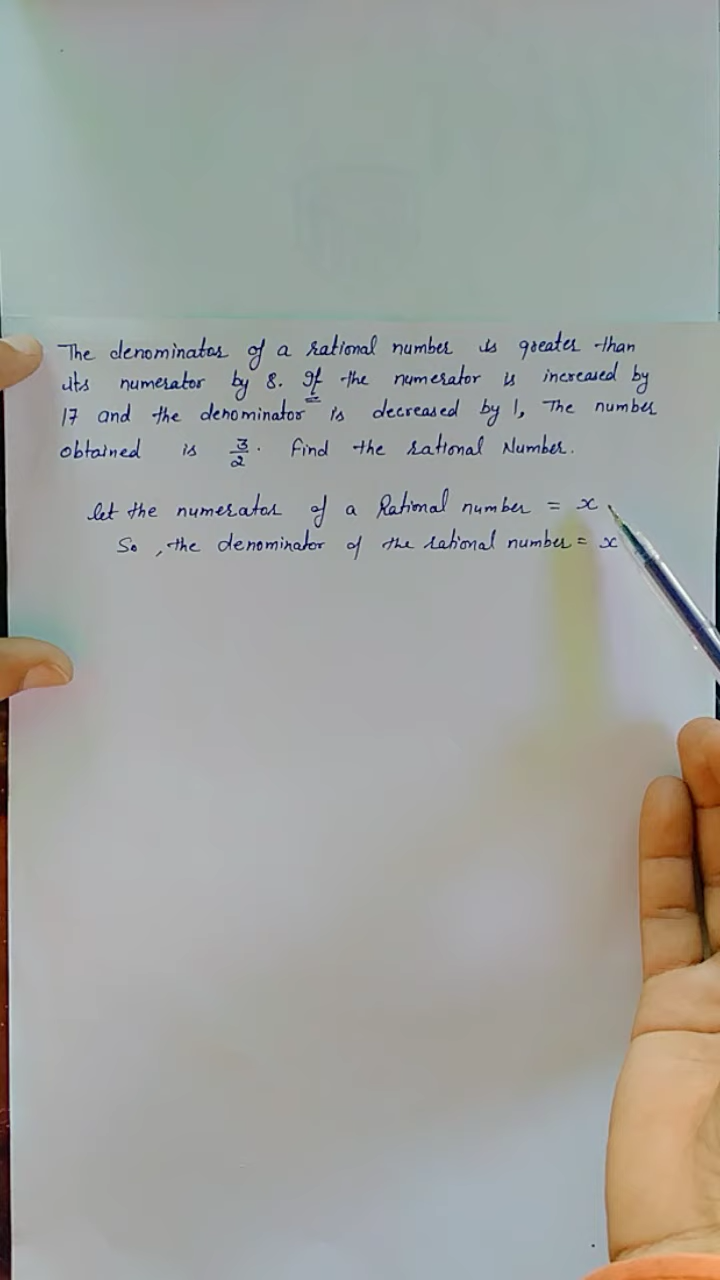 The denominator of a rational number is greater than
its numerator by 8. If the numerator is increased by
17 and the denominator is decreased by 1, The number
obtained is 3/2. Find the rational Number.
let the numerator of a Rational number = x
So, the denominator of the rational number = x